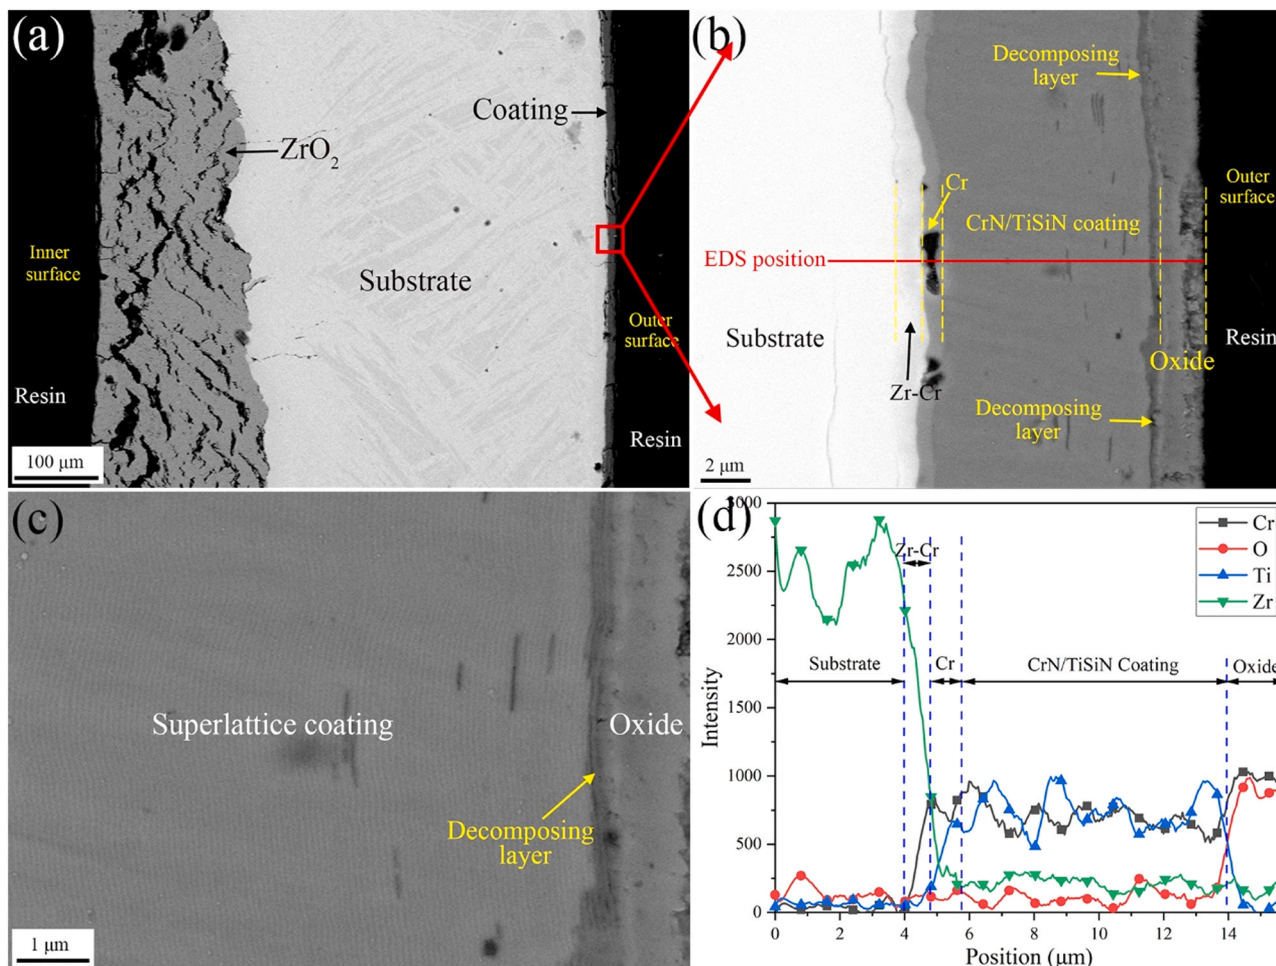 (a)
Coating
ZrO₂
Inner
surface
Substrate
Outer
surface
Resin
Resin
100 μm
(b)
Decomposing
layer
Outer
surface
Cr
CrN/TiSiN coating
EDS position
Substrate
Zr-Cr
Oxide
Resin
Decomposing
layer
2 μm
(c)
Superlattice coating
Oxide
Decomposing
layer
1 μm
(d)
3000
2500
2000
1500
1000
500
0
Intensity
Zr-Cr
Cr
O
Ti
Zr
Substrate
Cr
CrN/TiSiN Coating
Oxide
0 2 4 6 8 10 12 14
Position (μm)